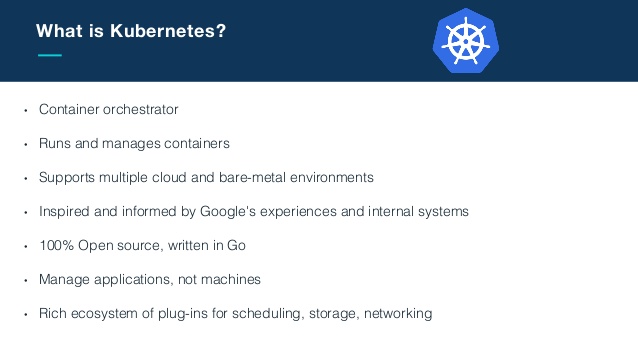 What is Kubernetes?
• Container orchestrator
• Runs and manages containers
• Supports multiple cloud and bare-metal environments
• Inspired and informed by Google's experiences and internal systems
• 100% Open source, written in Go
• Manage applications, not machines
• Rich ecosystem of plug-ins for scheduling, storage, networking